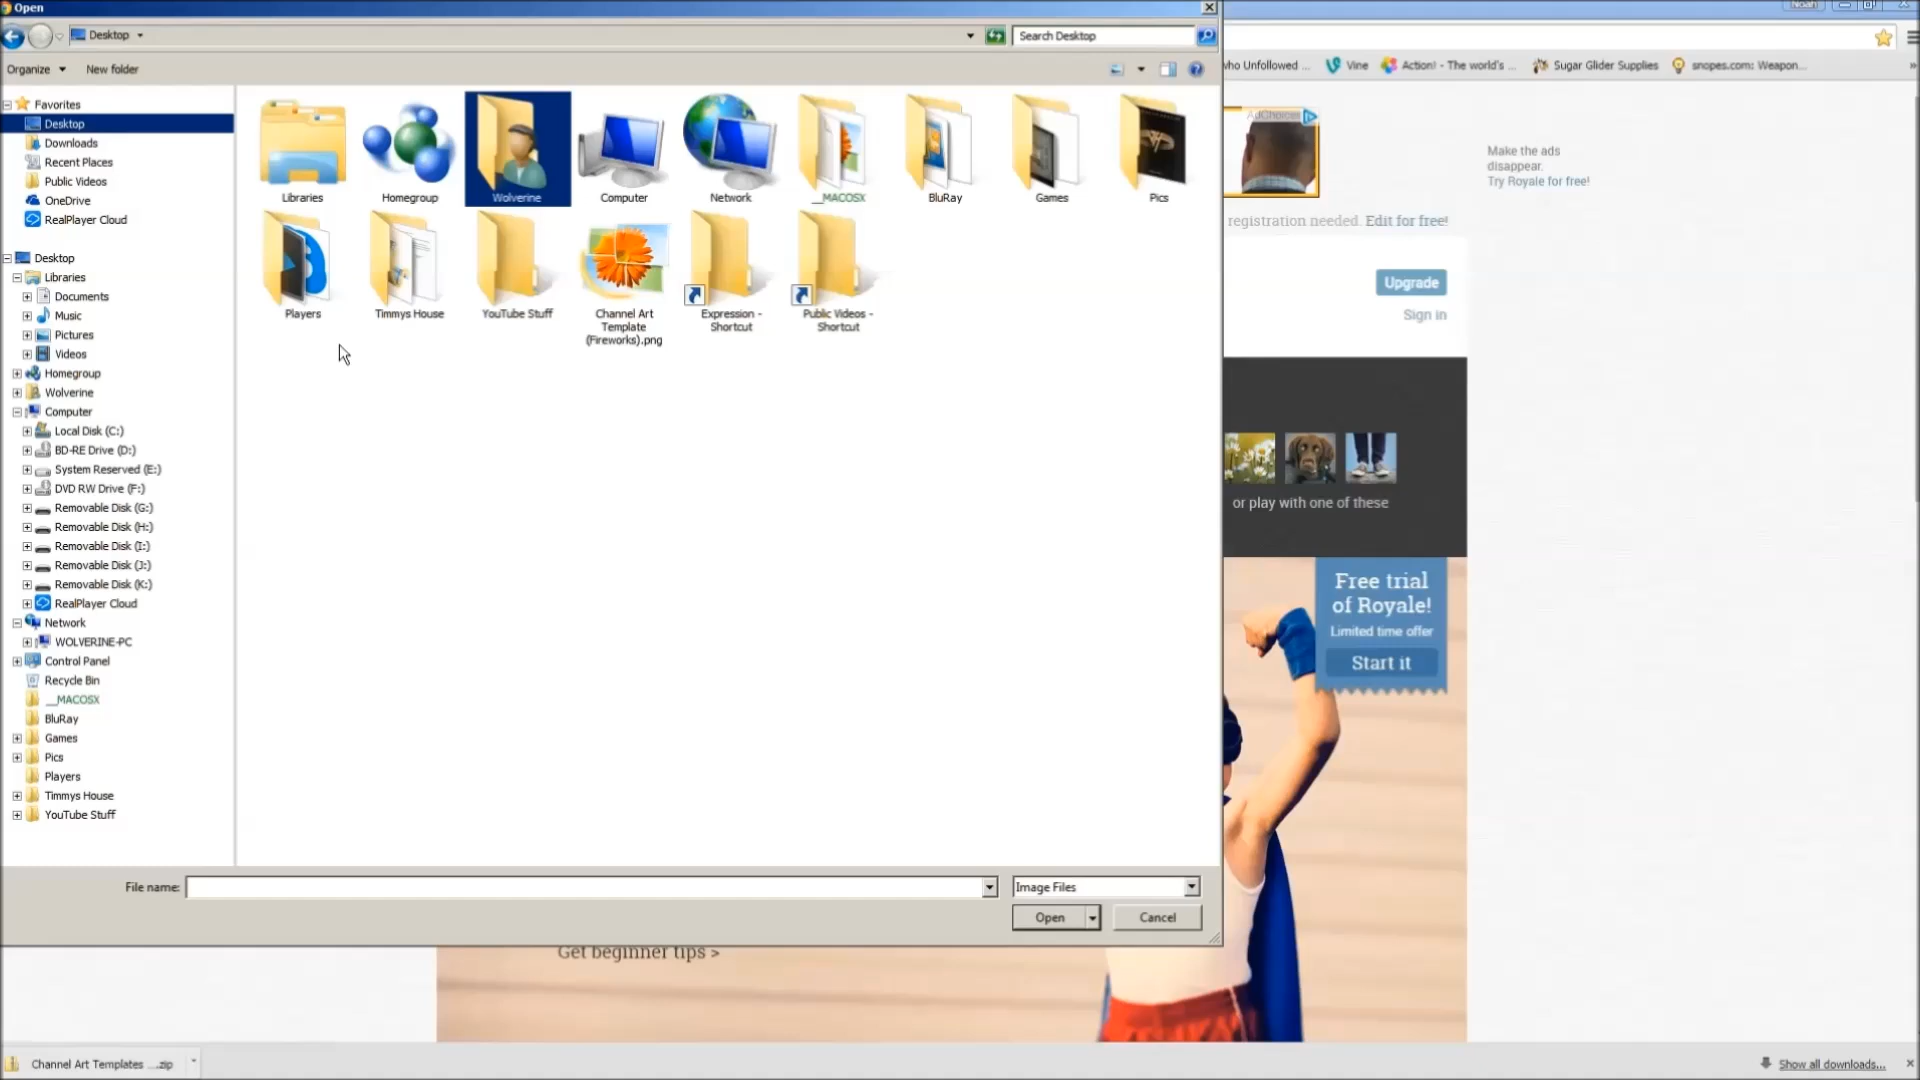 Open
Noah
Desktop
Search Desktop
Organize
New folder
who Unfollowed ...
Vine
Action! - The world's ...
Sugar Glider Supplies
snopes.com: Weapon...
»
Favorites
Desktop
Downloads
Recent Places
Public Videos
OneDrive
RealPlayer Cloud
Desktop
Libraries
Documents
Music
Pictures
Videos
Homegroup
Wolverine
Computer
Local Disk (C:)
BD-RE Drive (D:)
System Reserved (E:)
DVD RW Drive (F:)
Removable Disk (G:)
Removable Disk (H:)
Removable Disk (I:)
Removable Disk (J:)
Removable Disk (K:)
RealPlayer Cloud
Network
WOLVERINE-PC
Control Panel
Recycle Bin
__MACOSX
BluRay
Games
Pics
Players
Timmys House
YouTube Stuff
Libraries
Homegroup
Wolverine
Computer
Network
__MACOSX
BluRay
Games
Pics
Players
Timmys House
YouTube Stuff
Channel Art
Template
(Fireworks).png
Expression -
Shortcut
Public Videos -
Shortcut
AdChoices
Make the ads
disappear.
Try Royale for free!
registration needed. Edit for free!
Upgrade
Sign in
or play with one of these
Free trial
of Royale!
Limited time offer
Start it
File name:
Image Files
Open
Cancel
Get beginner tips >
Channel Art Templates ....zip
Show all downloads...